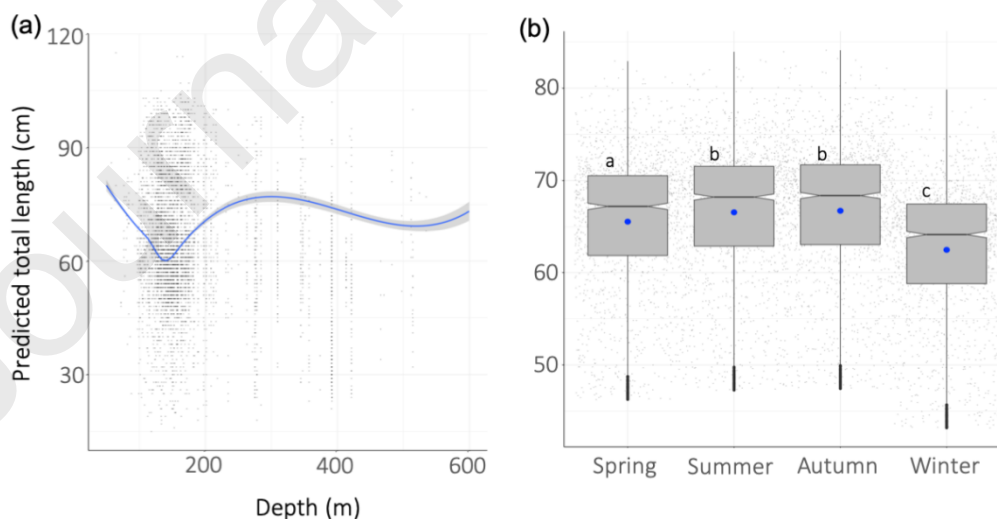 (a)
120
90
60
30
Predicted total length (cm)
200 400 600
Depth (m)
(b)
80
70
60
50
a b b c
Spring Summer Autumn Winter